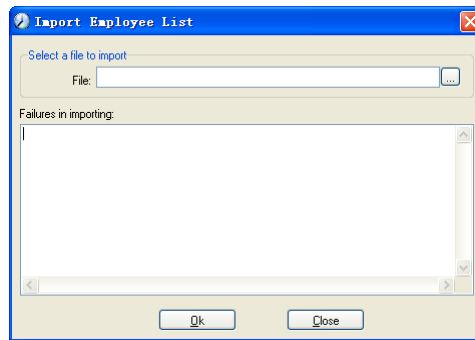 Import Employee List
Select a file to import
File:
...
Failures in importing:
Ok
Close